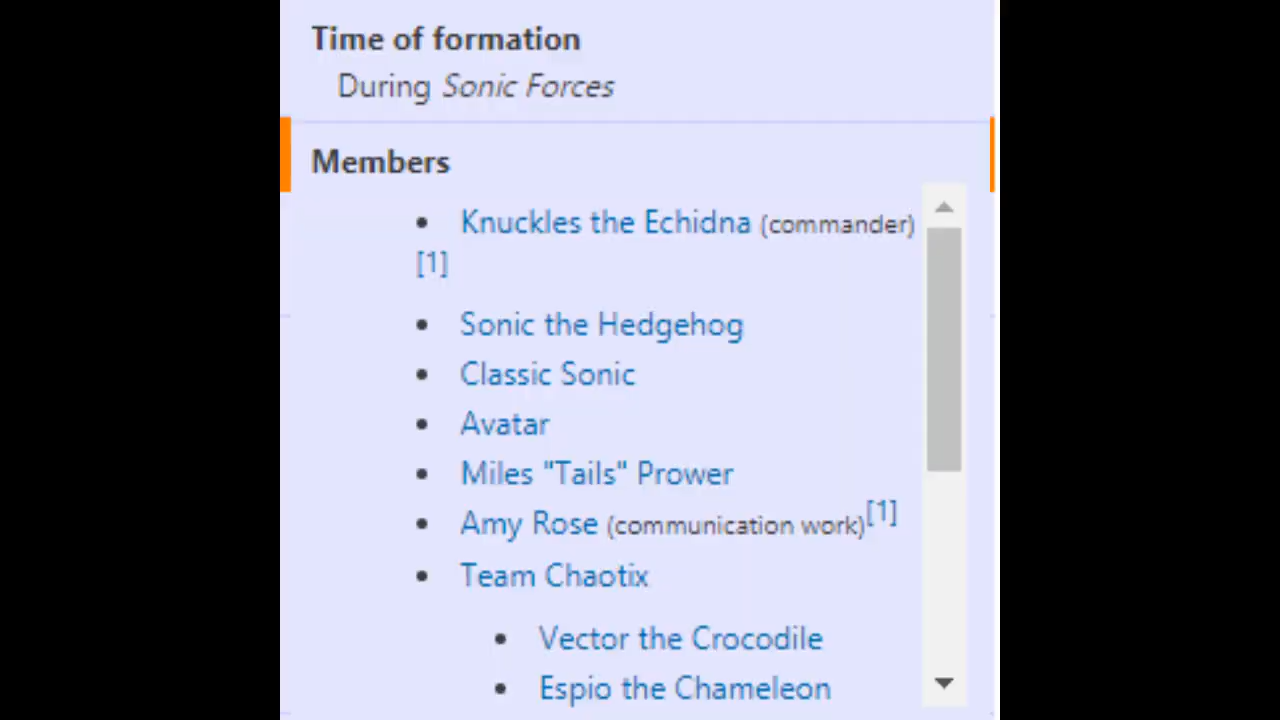 Time of formation
During Sonic Forces
Members
• Knuckles the Echidna (commander)
[1]
• Sonic the Hedgehog
• Classic Sonic
• Avatar
• Miles "Tails" Prower
• Amy Rose (communication work)[1]
• Team Chaotix
• Vector the Crocodile
• Espio the Chameleon